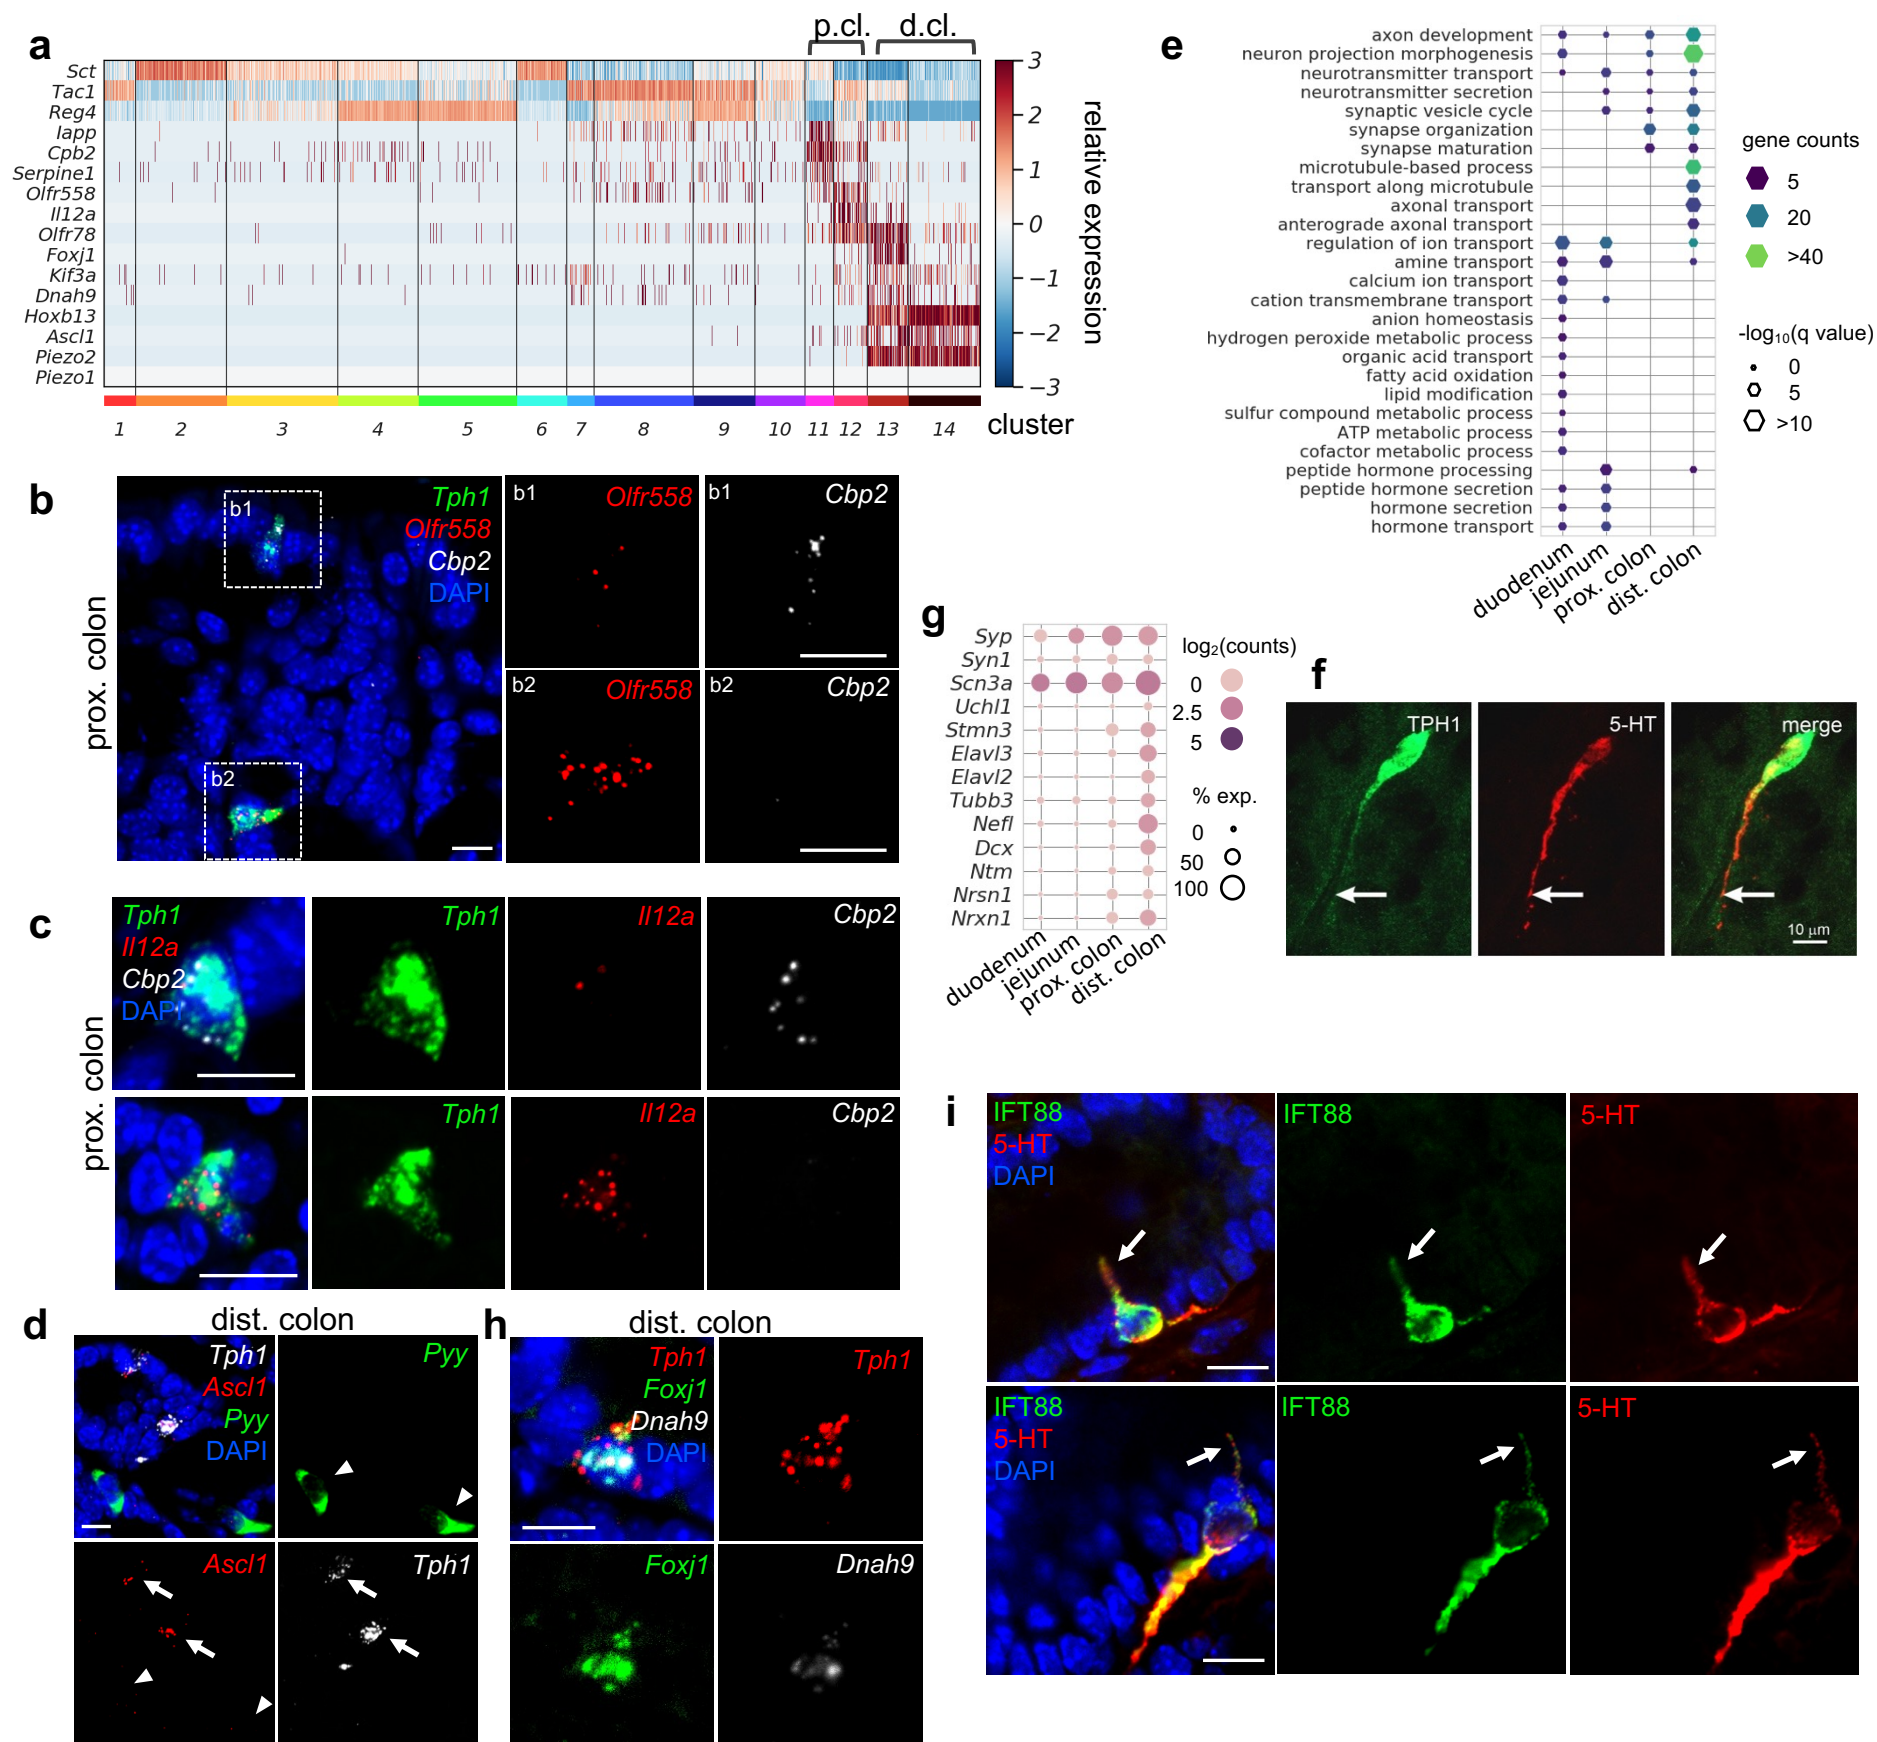 a
p.cl.
d.cl.
Sct
Tac1
Reg4
Iapp
Cpb2
Serpine1
Olfr558
Il12a
Olfr78
Foxj1
Kif3a
Dnah9
Hoxb13
Ascl1
Piezo2
Piezo1
3
2
1
0
−1
−2
−3
relative expression
1 2 3 4 5 6 7 8 9 10 11 12 13 14
cluster
e
axon development
neuron projection morphogenesis
neurotransmitter transport
neurotransmitter secretion
synaptic vesicle cycle
synapse organization
synapse maturation
microtubule-based process
transport along microtubule
axonal transport
anterograde axonal transport
regulation of ion transport
amine transport
calcium ion transport
cation transmembrane transport
anion homeostasis
hydrogen peroxide metabolic process
organic acid transport
fatty acid oxidation
lipid modification
sulfur compound metabolic process
ATP metabolic process
cofactor metabolic process
peptide hormone processing
peptide hormone secretion
hormone secretion
hormone transport
duodenum
jejunum
prox. colon
dist. colon
gene counts
5
20
>40
-log10(q value)
0
5
>10
b
prox. colon
b1
b2
Tph1
Olfr558
Cbp2
DAPI
b1
Olfr558
b1
Cbp2
b2
Olfr558
b2
Cbp2
c
prox. colon
Tph1
Il12a
Cbp2
DAPI
Tph1
Il12a
Cbp2
Tph1
Il12a
Cbp2
d
dist. colon
Tph1
Ascl1
Pyy
DAPI
Pyy
Ascl1
Tph1
g
Syp
Syn1
Scn3a
Uchl1
Stmn3
Elavl3
Elavl2
Tubb3
Nefl
Dcx
Ntm
Nrsn1
Nrxn1
duodenum
jejunum
prox. colon
dist. colon
log2(counts)
0
2.5
5
% exp.
0
50
100
f
TPH1
5-HT
merge
10 µm
h
dist. colon
Tph1
Foxj1
Dnah9
DAPI
Tph1
Foxj1
Dnah9
i
IFT88
5-HT
DAPI
IFT88
5-HT
IFT88
5-HT
DAPI
IFT88
5-HT